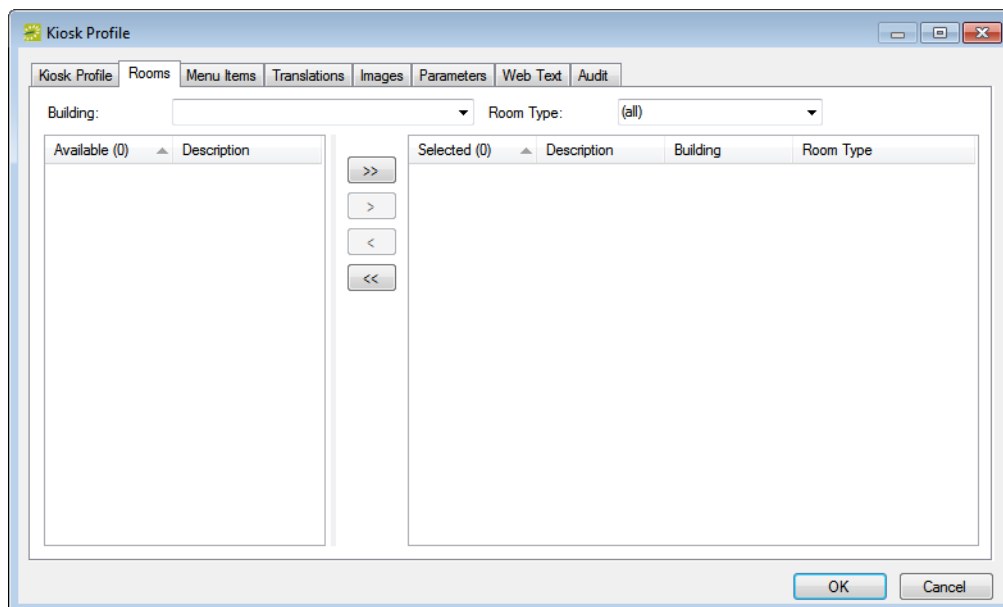 Kiosk Profile
Kiosk Profile Rooms Menu Items Translations Images Parameters Web Text Audit
Building: Room Type: (all)
Available (0) Description Selected (0) Description Building Room Type
>>
>
<
<<
OK Cancel